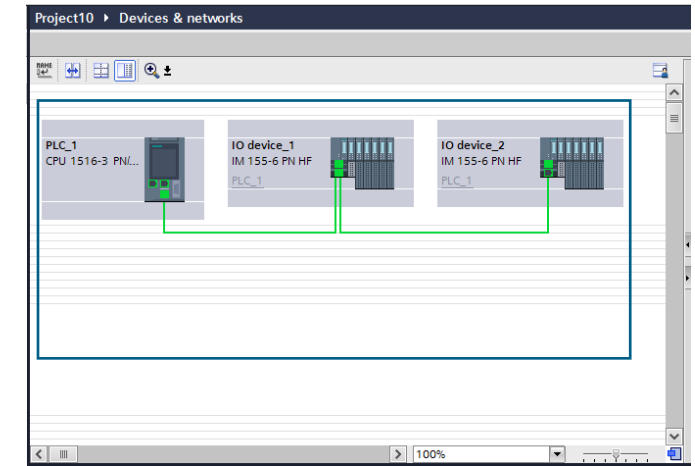 Project10 ▸ Devices & networks
NAME
PLC_1
CPU 1516-3 PN/...
IO device_1
IM 155-6 PN HF
PLC_1
IO device_2
IM 155-6 PN HF
PLC_1
100%